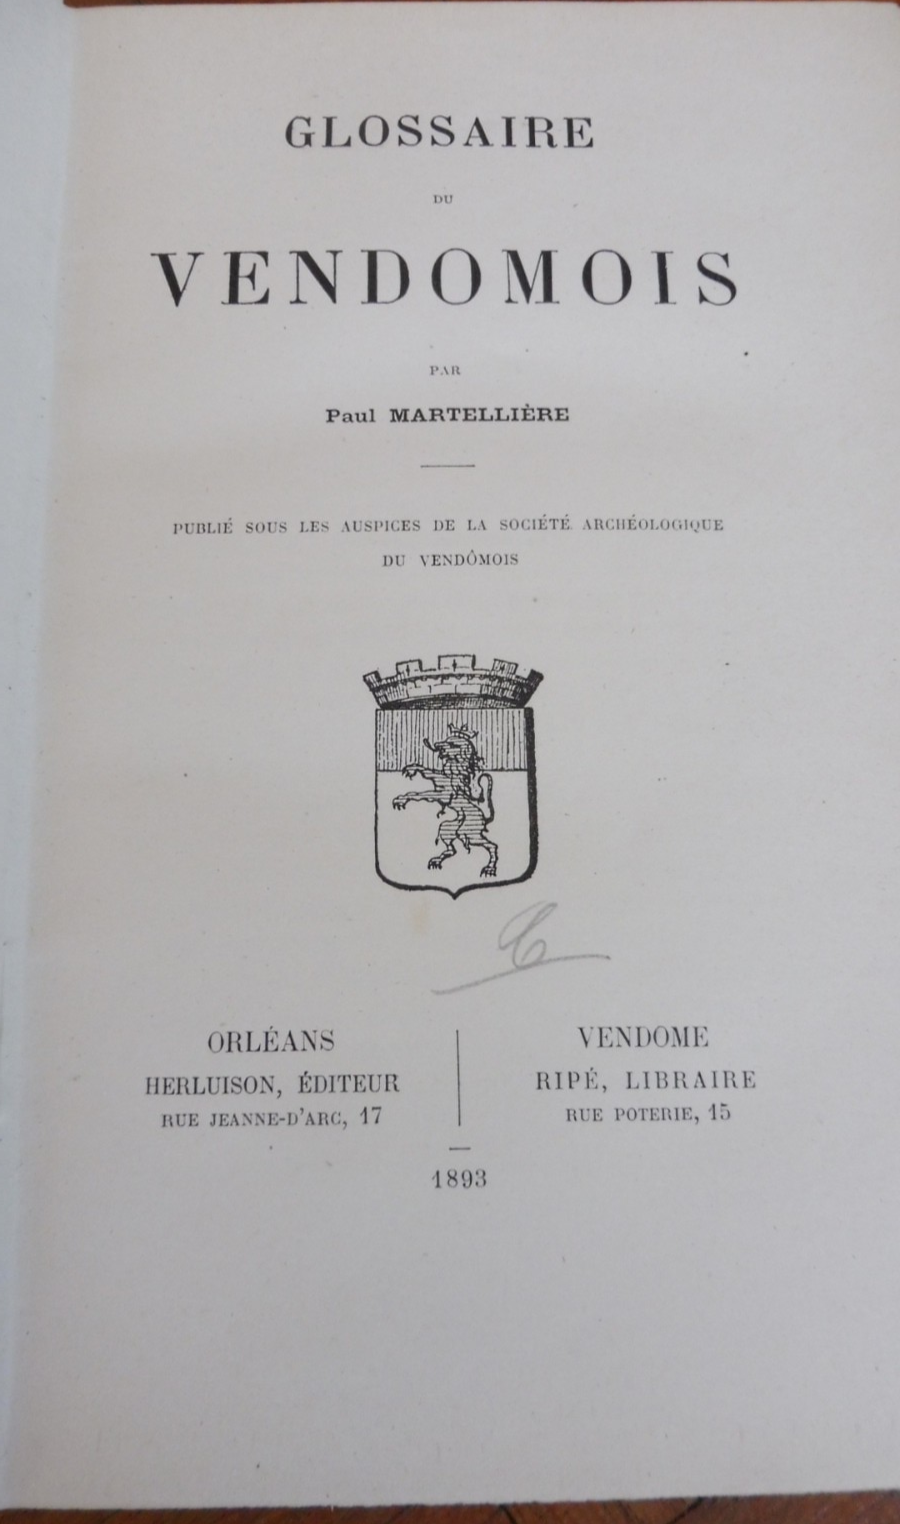 GLOSSAIRE
DU
VENDOMOIS
PAR
Paul MARTELLIÈRE
PUBLIÉ SOUS LES AUSPICES DE LA SOCIÉTÉ ARCHÉOLOGIQUE
DU VENDÔMOIS
ORLÉANS
HERLUISON, ÉDITEUR
RUE JEANNE-D'ARC, 17
VENDOME
RIPÉ, LIBRAIRE
RUE POTERIE, 15
1893